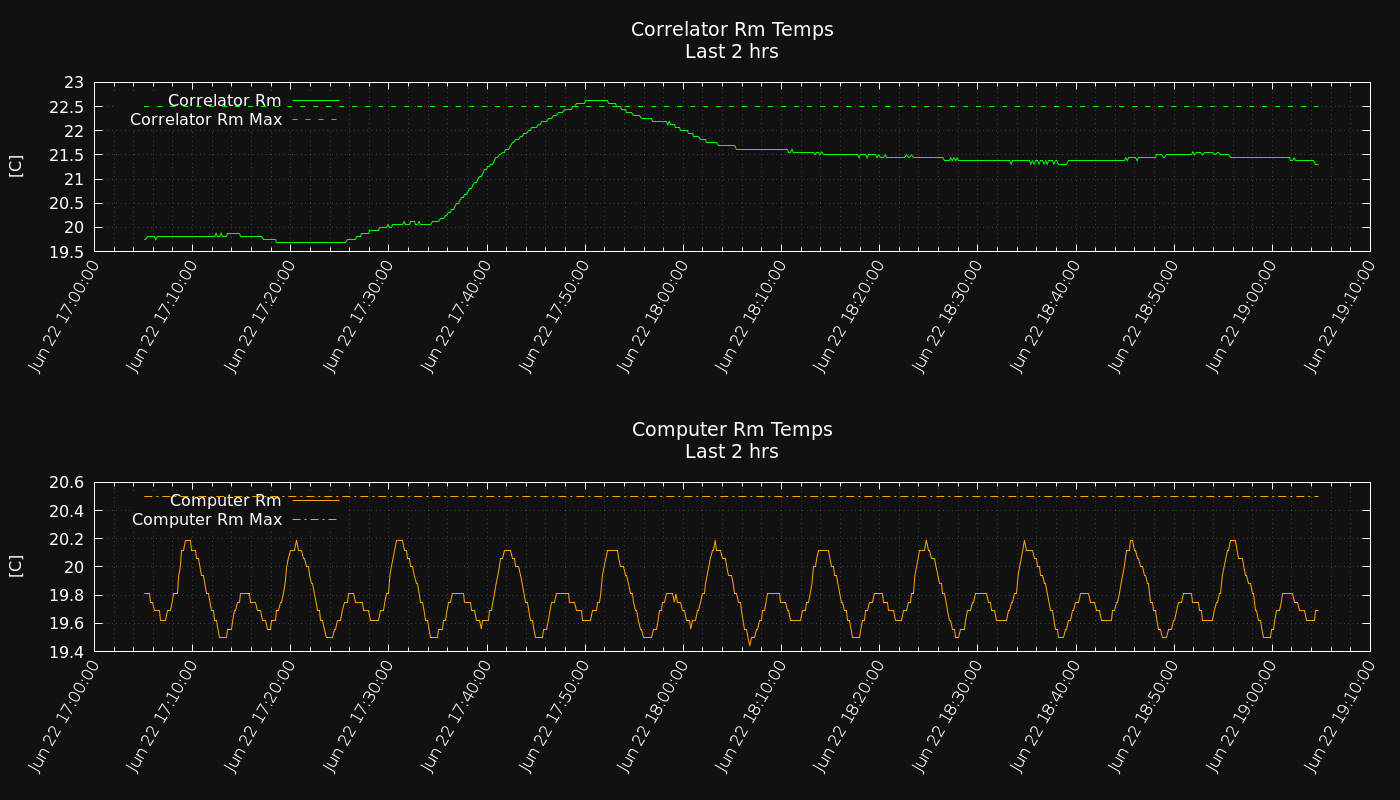 Correlator Rm Temps
Last 2 hrs
[C]
23
22.5
22
21.5
21
20.5
20
19.5
Correlator Rm
Correlator Rm Max
Jun 22 17:00:00
Jun 22 17:10:00
Jun 22 17:20:00
Jun 22 17:30:00
Jun 22 17:40:00
Jun 22 17:50:00
Jun 22 18:00:00
Jun 22 18:10:00
Jun 22 18:20:00
Jun 22 18:30:00
Jun 22 18:40:00
Jun 22 18:50:00
Jun 22 19:00:00
Jun 22 19:10:00
Computer Rm Temps
Last 2 hrs
[C]
20.6
20.4
20.2
20
19.8
19.6
19.4
Computer Rm
Computer Rm Max
Jun 22 17:00:00
Jun 22 17:10:00
Jun 22 17:20:00
Jun 22 17:30:00
Jun 22 17:40:00
Jun 22 17:50:00
Jun 22 18:00:00
Jun 22 18:10:00
Jun 22 18:20:00
Jun 22 18:30:00
Jun 22 18:40:00
Jun 22 18:50:00
Jun 22 19:00:00
Jun 22 19:10:00